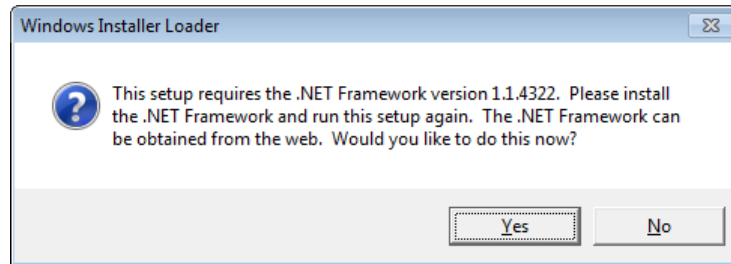 Windows Installer Loader
This setup requires the .NET Framework version 1.1.4322.  Please install
the .NET Framework and run this setup again.  The .NET Framework can
be obtained from the web.  Would you like to do this now?
Yes
No